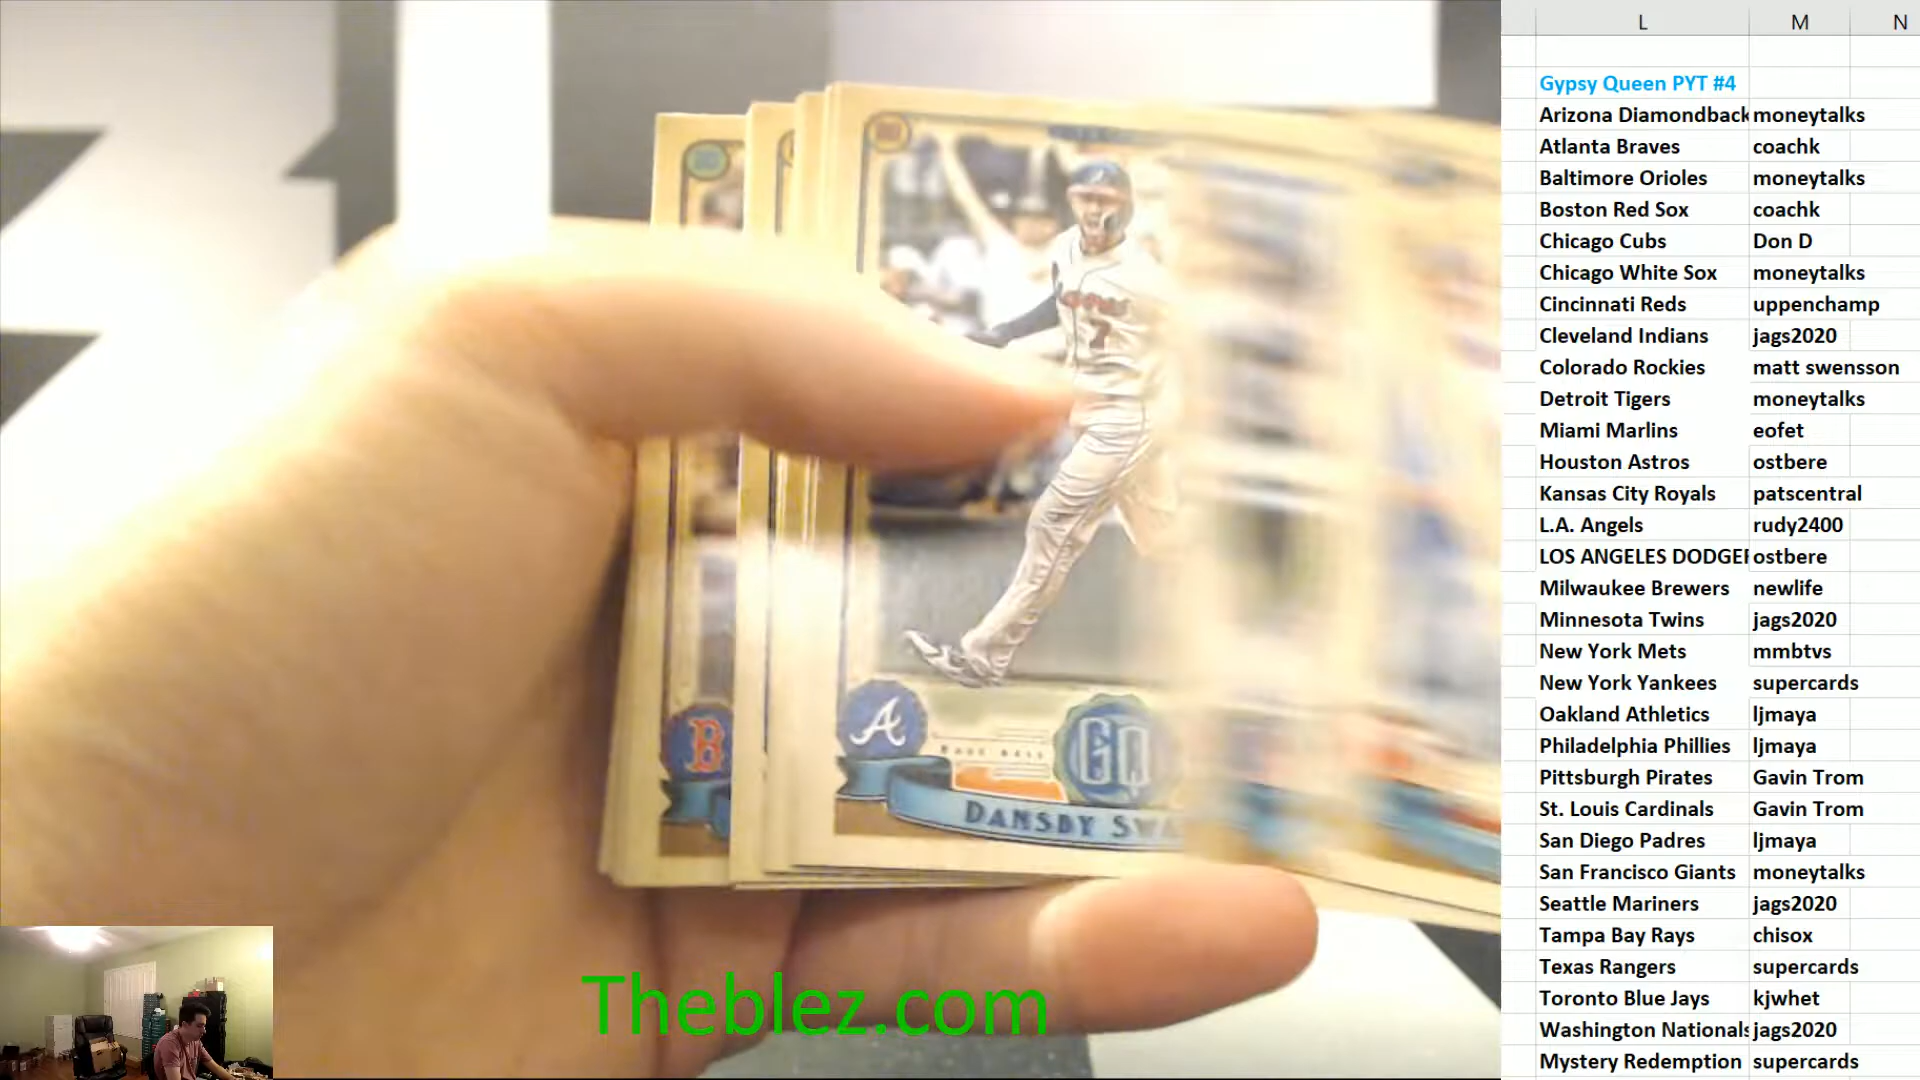 L M N
Gypsy Queen PYT #4
Arizona Diamondback moneytalks
Atlanta Braves coachk
Baltimore Orioles moneytalks
Boston Red Sox coachk
Chicago Cubs Don D
Chicago White Sox moneytalks
Cincinnati Reds uppenchamp
Cleveland Indians jags2020
Colorado Rockies matt swensson
Detroit Tigers moneytalks
Miami Marlins eofet
Houston Astros ostbere
Kansas City Royals patscentral
L.A. Angels rudy2400
LOS ANGELES DODGER ostbere
Milwaukee Brewers newlife
Minnesota Twins jags2020
New York Mets mmbtvs
New York Yankees supercards
Oakland Athletics ljmaya
Philadelphia Phillies ljmaya
Pittsburgh Pirates Gavin Trom
St. Louis Cardinals Gavin Trom
San Diego Padres ljmaya
San Francisco Giants moneytalks
Seattle Mariners jags2020
Tampa Bay Rays chisox
Texas Rangers supercards
Toronto Blue Jays kjwhet
Washington Nationals jags2020
Mystery Redemption supercards
7
B
A
GQ
DANSBY SWA
Theblez.com